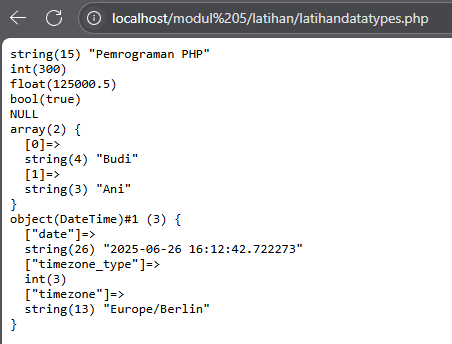 localhost/modul%205/latihan/latihandatatypes.php
string(15) "Pemrograman PHP"
int(300)
float(125000.5)
bool(true)
NULL
array(2) {
  [0]=>
  string(4) "Budi"
  [1]=>
  string(3) "Ani"
}
object(DateTime)#1 (3) {
  ["date"]=>
  string(26) "2025-06-26 16:12:42.722273"
  ["timezone_type"]=>
  int(3)
  ["timezone"]=>
  string(13) "Europe/Berlin"
}